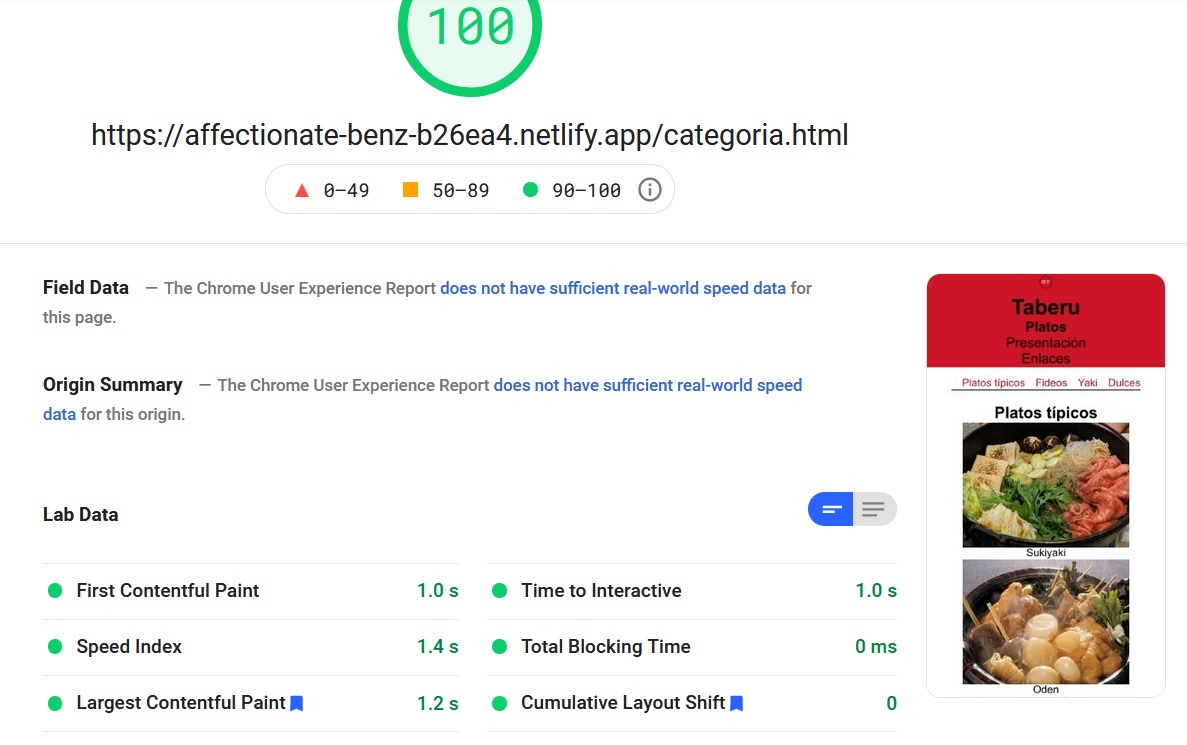 100
https://affectionate-benz-b26ea4.netlify.app/categoria.html
0–49 50–89 90–100
Field Data — The Chrome User Experience Report does not have sufficient real-world speed data for
this page.
Origin Summary — The Chrome User Experience Report does not have sufficient real-world speed
data for this origin.
Lab Data
First Contentful Paint 1.0 s
Time to Interactive 1.0 s
Speed Index 1.4 s
Total Blocking Time 0 ms
Largest Contentful Paint 1.2 s
Cumulative Layout Shift 0
Taberu
Platos
Presentación
Enlaces
Platos típicos Fideos Yaki Dulces
Platos típicos
Sukiyaki
Oden